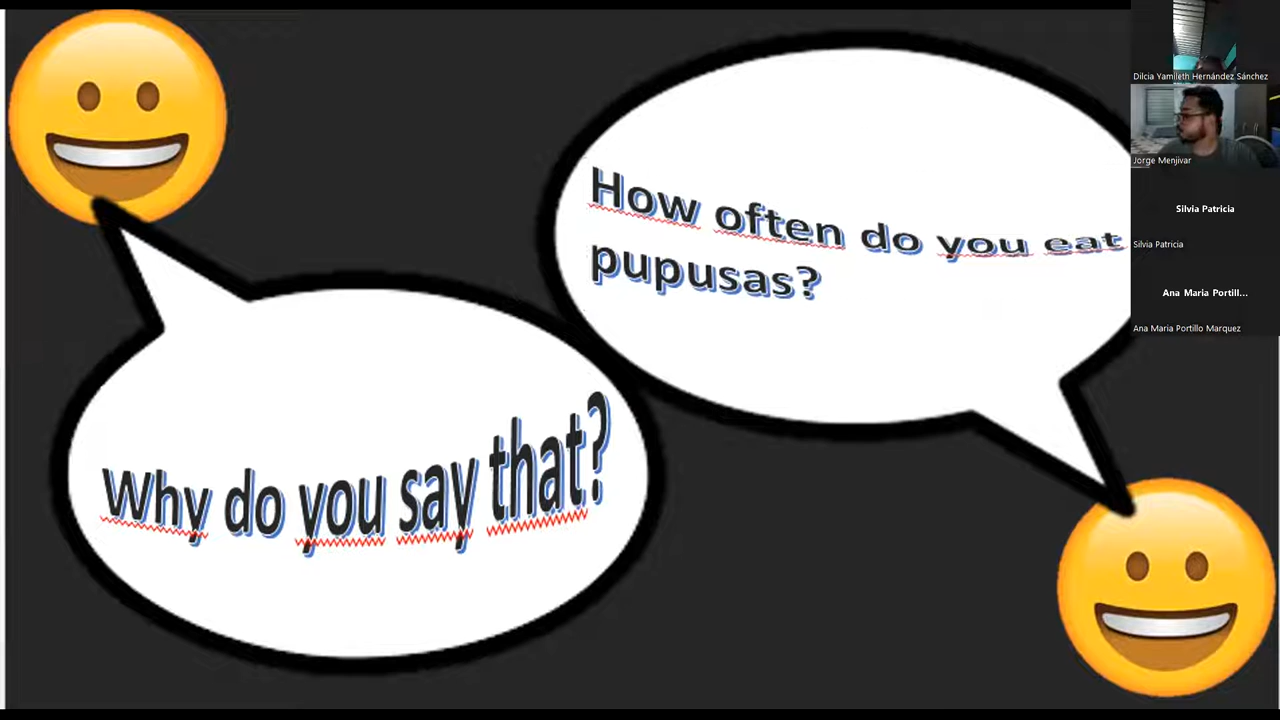 How often do you eat
pupusas?
Why do you say that?
Dilcia Yamileth Hernández Sánchez
Jorge Menjivar
Silvia Patricia
Silvia Patricia
Ana Maria Portill...
Ana Maria Portillo Marquez